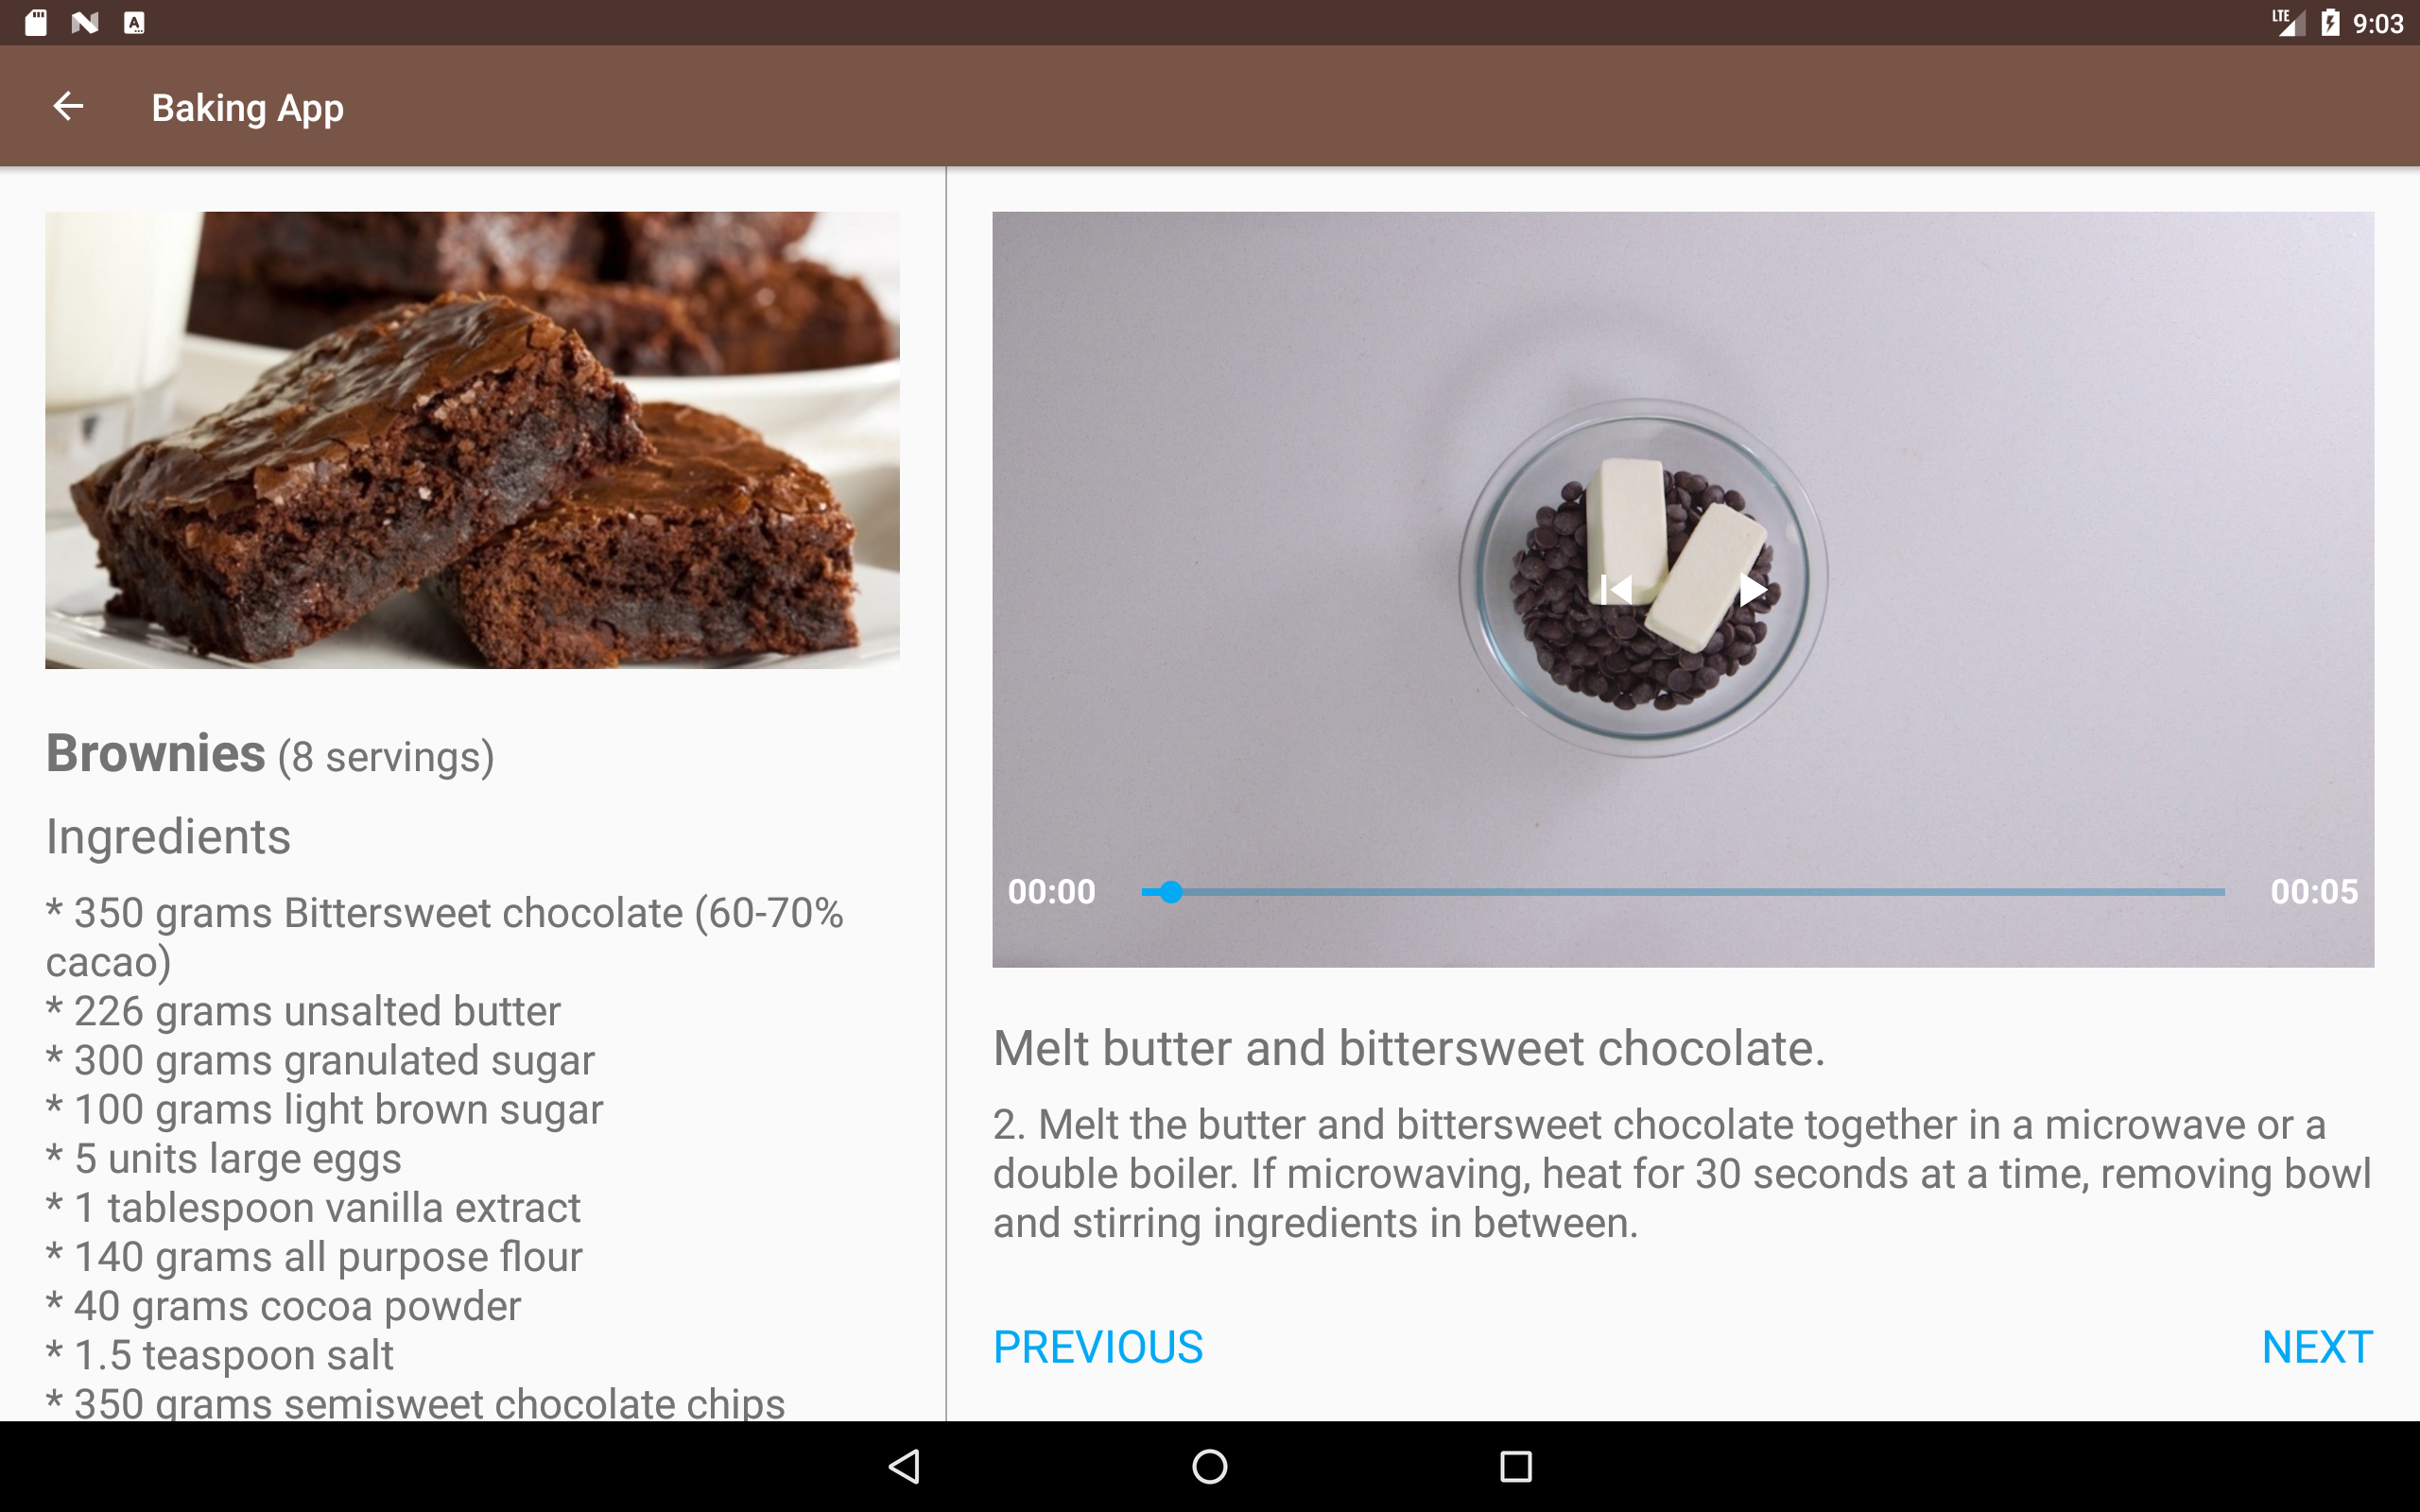 LTE 9:03
Baking App
Brownies (8 servings)
Ingredients
* 350 grams Bittersweet chocolate (60-70%
cacao)
* 226 grams unsalted butter
* 300 grams granulated sugar
* 100 grams light brown sugar
* 5 units large eggs
* 1 tablespoon vanilla extract
* 140 grams all purpose flour
* 40 grams cocoa powder
* 1.5 teaspoon salt
* 350 grams semisweet chocolate chips
00:00 00:05
Melt butter and bittersweet chocolate.
2. Melt the butter and bittersweet chocolate together in a microwave or a
double boiler. If microwaving, heat for 30 seconds at a time, removing bowl
and stirring ingredients in between.
PREVIOUS NEXT